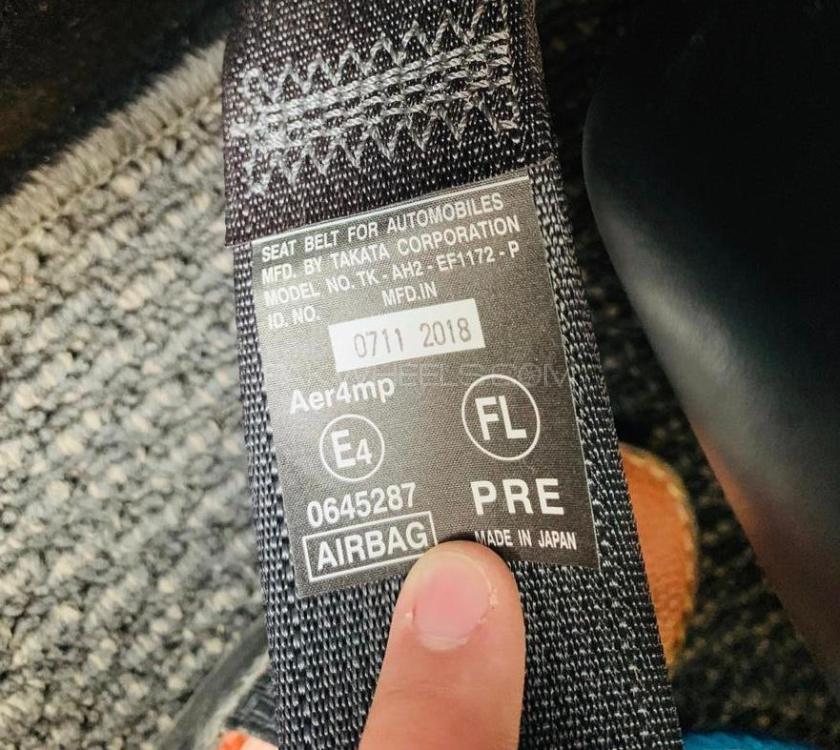 SEAT BELT FOR AUTOMOBILES
MFD. BY TAKATA CORPORATION
MODEL NO. TK - AH2 - EF1172 - P
ID. NO. MFD.IN
0711 2018
Aer4mp
E4
FL
0645287
PRE
AIRBAG
MADE IN JAPAN